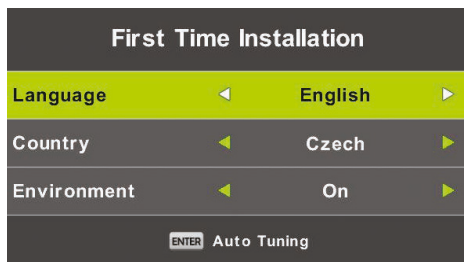 First Time Installation
Language English
Country Czech
Environment On
ENTER Auto Tuning